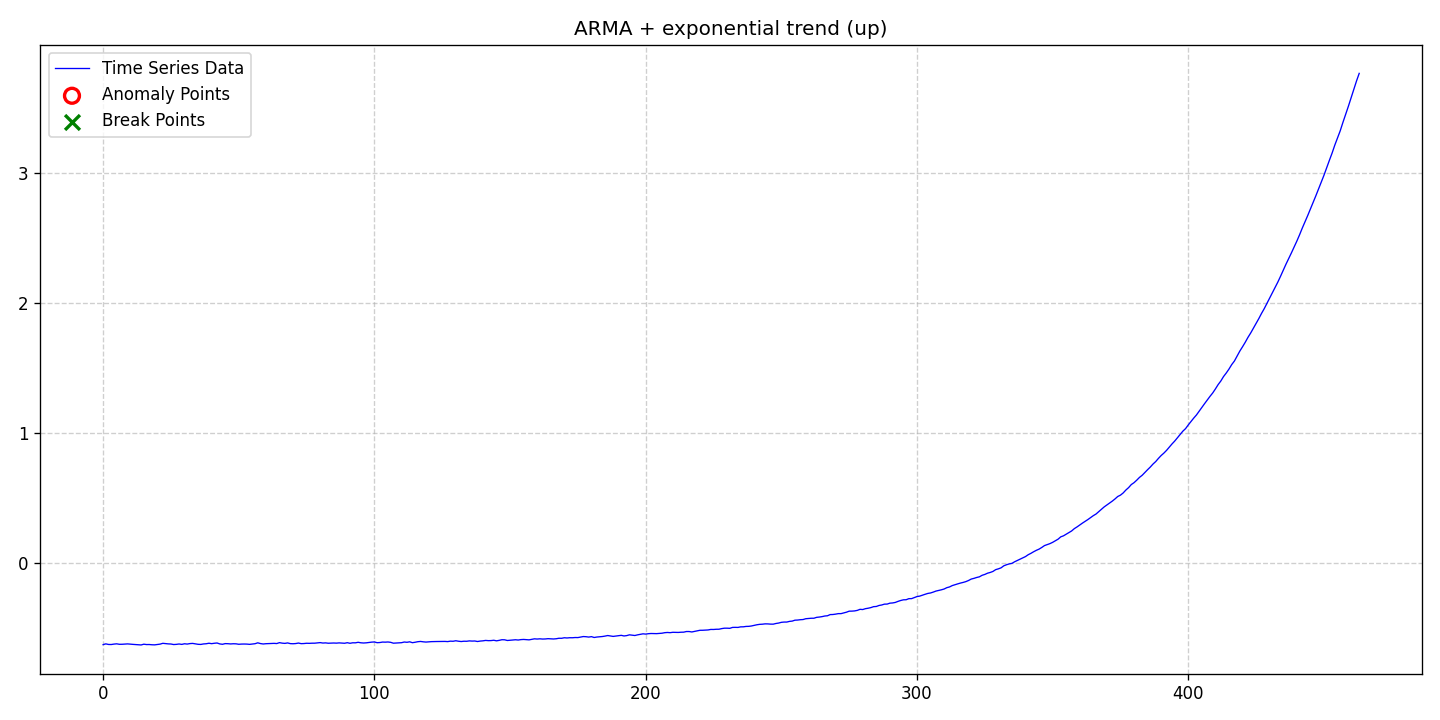 ARMA + exponential trend (up)
Time Series Data
Anomaly Points
Break Points
3
2
1
0
0 100 200 300 400